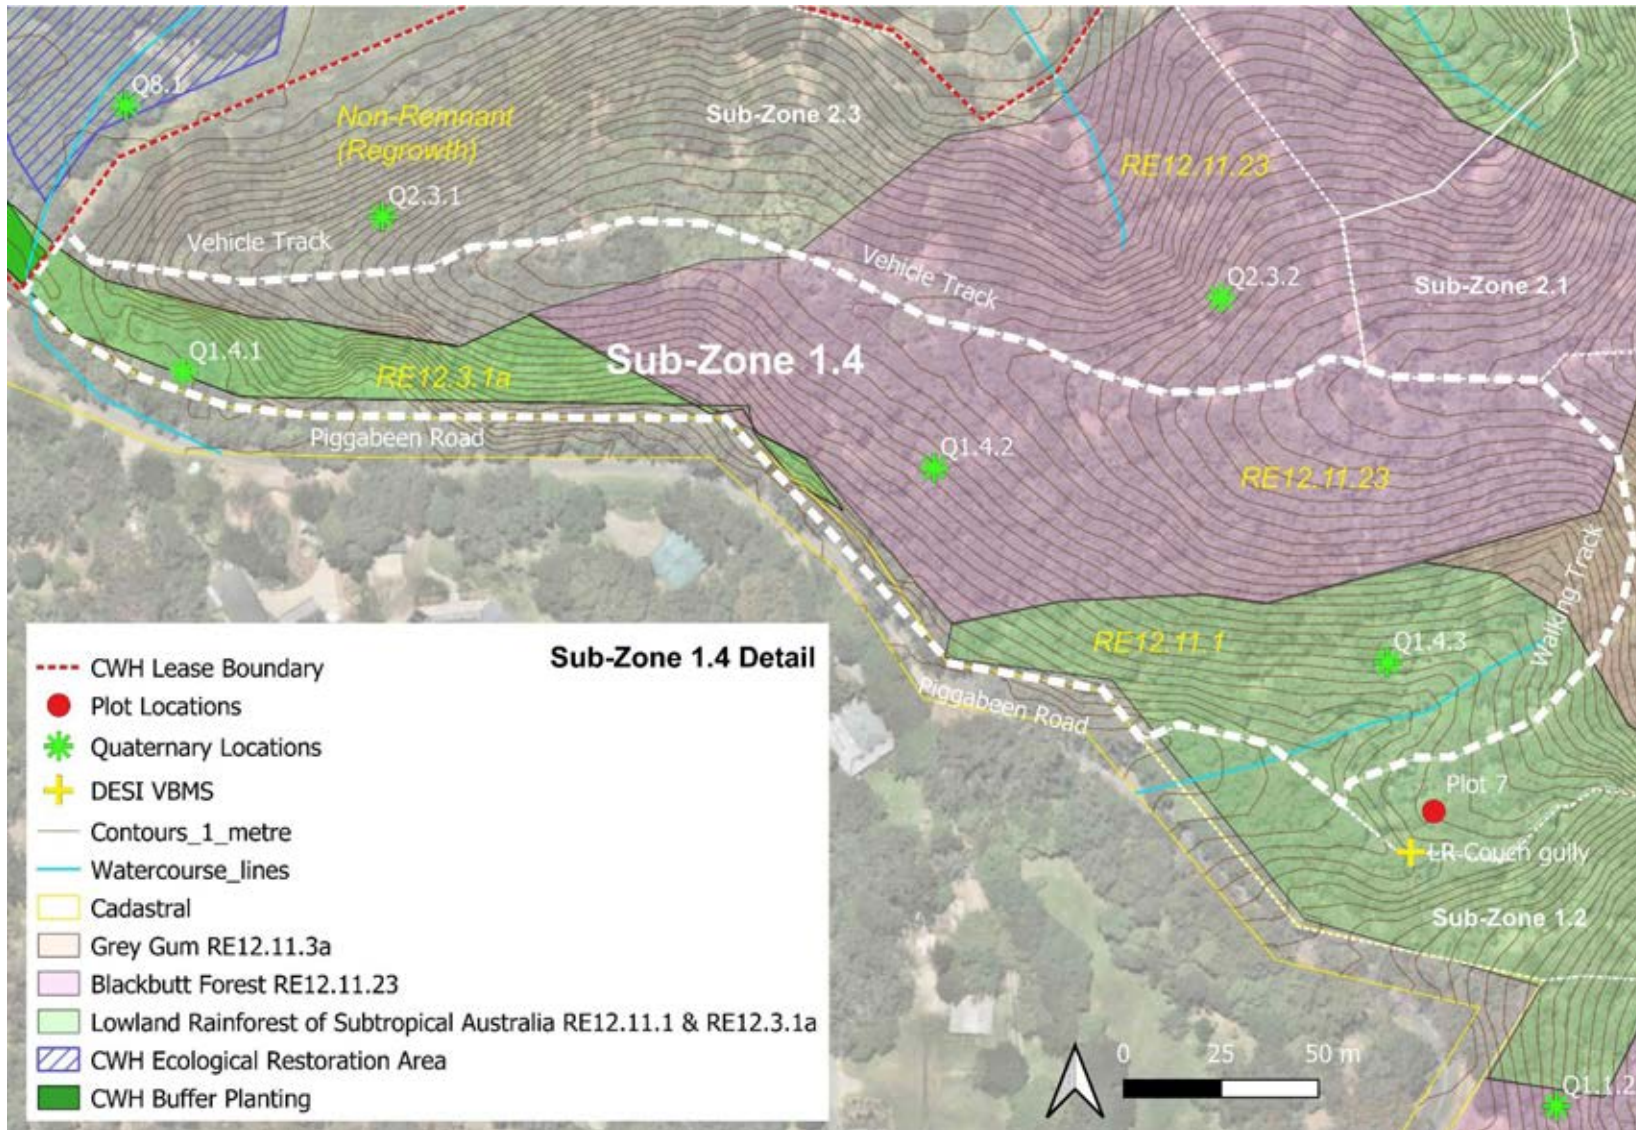 Q8.1
Non-Remnant
(Regrowth)
Sub-Zone 2.3
RE12.11.23
Q2.3.1
Vehicle Track
Vehicle Track
Q2.3.2
Sub-Zone 2.1
Q1.4.1
RE12.3.1a
Sub-Zone 1.4
Piggabeen Road
Q1.4.2
RE12.11.23
Walking Track
RE12.11.1
Q1.4.3
Piggabeen Road
Plot 7
LR Couch gully
Sub-Zone 1.2
Q1.1.2
0 25 50 m
Sub-Zone 1.4 Detail
CWH Lease Boundary
Plot Locations
Quaternary Locations
DESI VBMS
Contours_1_metre
Watercourse_lines
Cadastral
Grey Gum RE12.11.3a
Blackbutt Forest RE12.11.23
Lowland Rainforest of Subtropical Australia RE12.11.1 & RE12.3.1a
CWH Ecological Restoration Area
CWH Buffer Planting